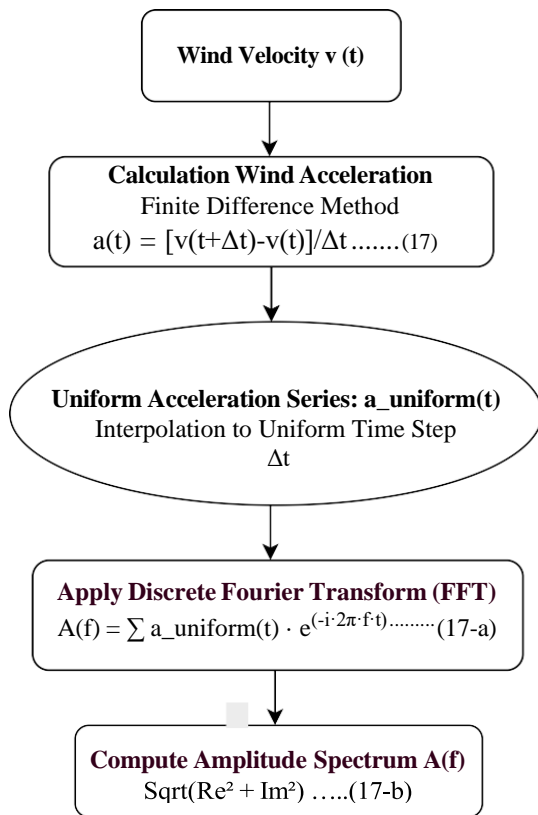 Wind Velocity v (t)
Calculation Wind Acceleration
Finite Difference Method
a(t) = [v(t+Δt)-v(t)]/Δt .......(17)
Uniform Acceleration Series: a_uniform(t)
Interpolation to Uniform Time Step
Δt
Apply Discrete Fourier Transform (FFT)
A(f) = ∑ a_uniform(t) · e^(-i·2π·f·t) .........(17-a)
Compute Amplitude Spectrum A(f)
Sqrt(Re² + Im²) …..(17-b)